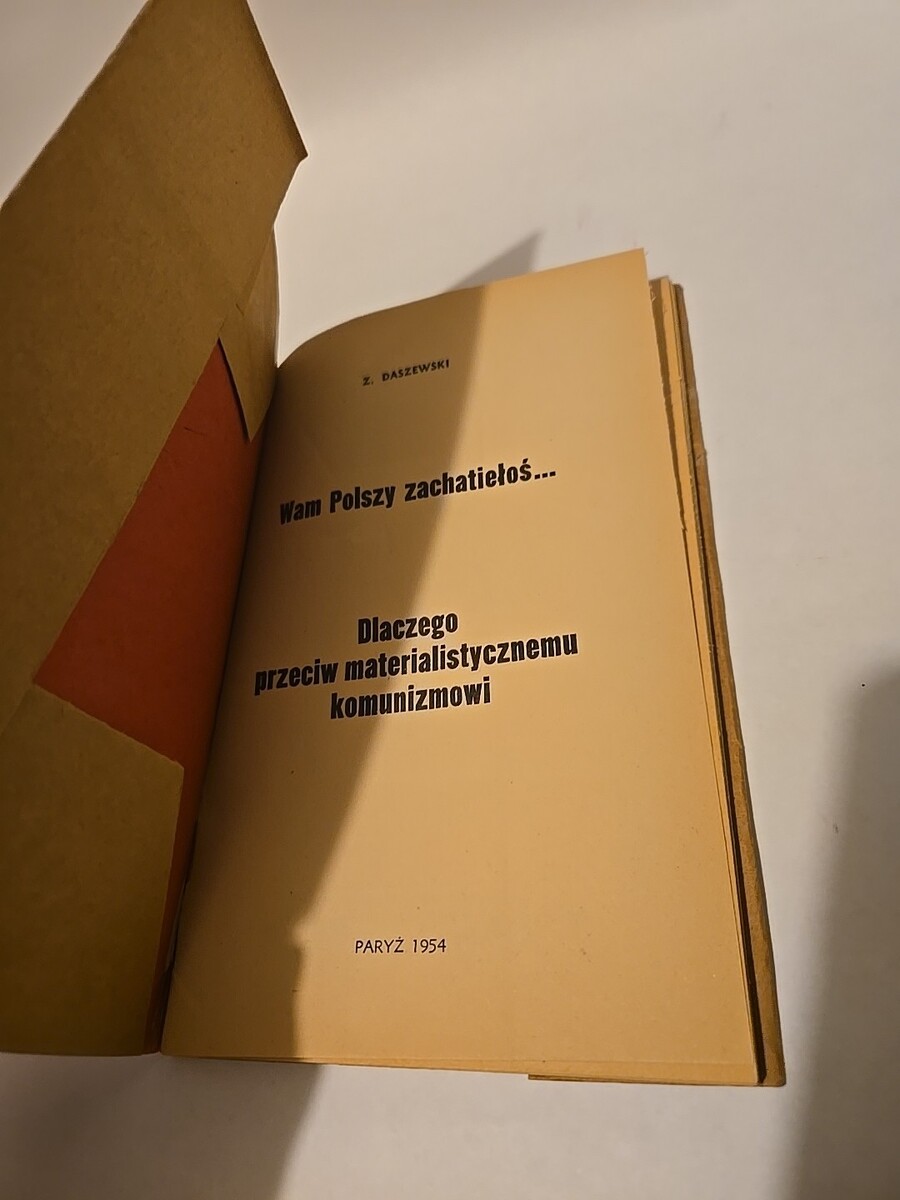 Z. DASZEWSKI
Wam Polszy zachatiełoś...
Dlaczego
przeciw materialistycznemu
komunizmowi
PARYŻ 1954